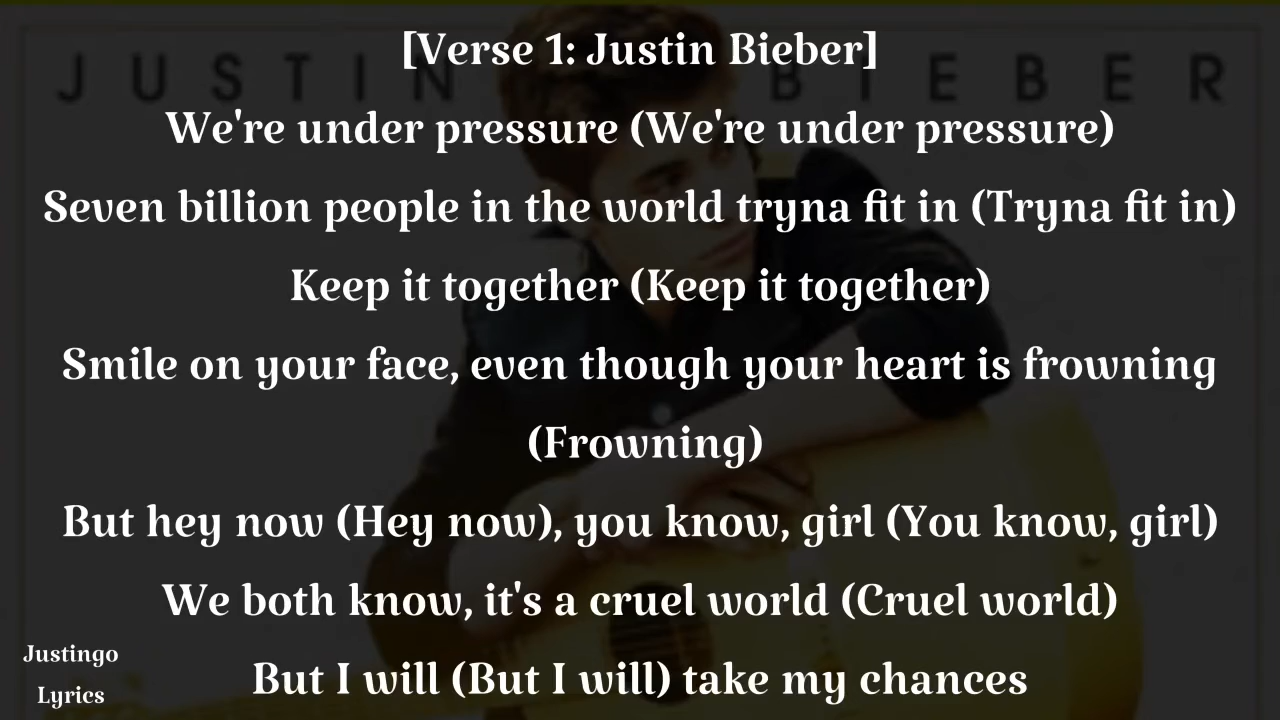 JUSTIN BIEBER
[Verse 1: Justin Bieber]
We're under pressure (We're under pressure)
Seven billion people in the world tryna fit in (Tryna fit in)
Keep it together (Keep it together)
Smile on your face, even though your heart is frowning
(Frowning)
But hey now (Hey now), you know, girl (You know, girl)
We both know, it's a cruel world (Cruel world)
But I will (But I will) take my chances
Justingo
Lyrics